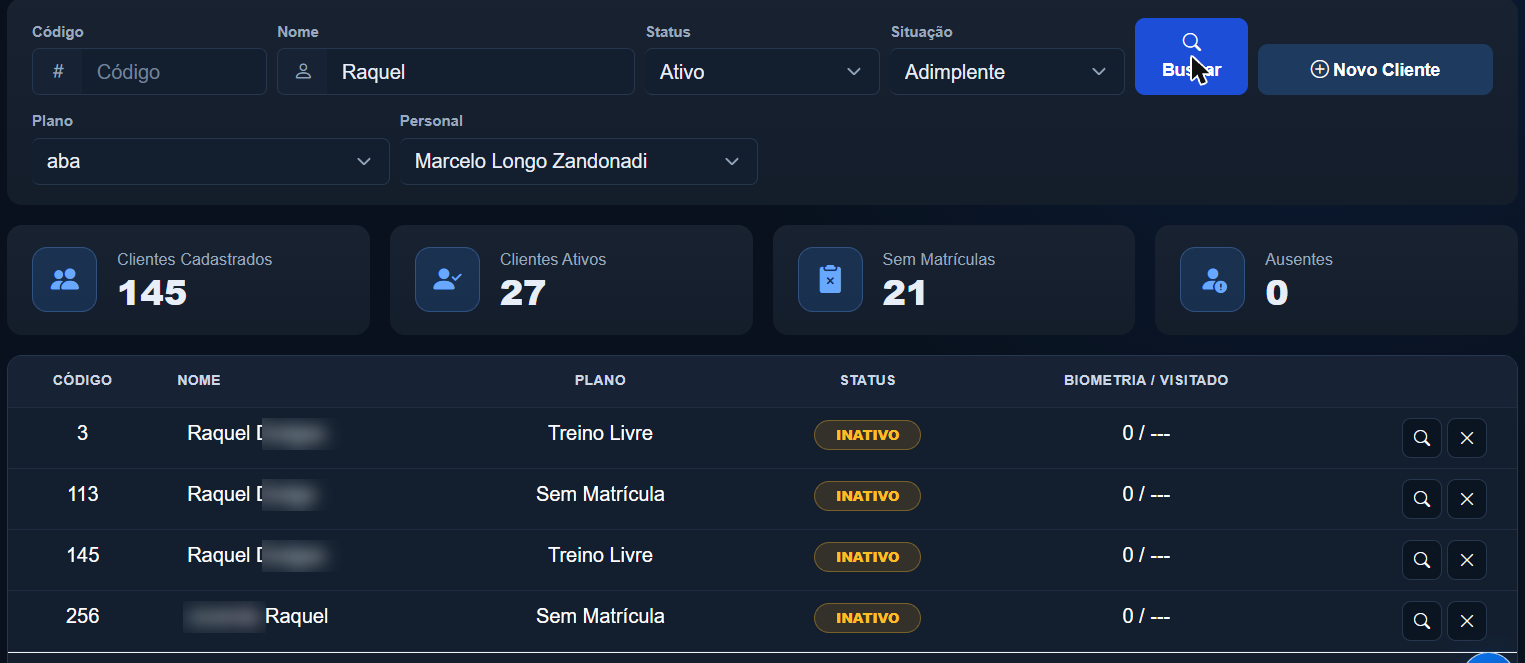 Código Nome Status Situação
# Código Raquel Ativo Adimplente Buscar Novo Cliente
Plano Personal
aba Marcelo Longo Zandonadi
Clientes Cadastrados Clientes Ativos Sem Matrículas Ausentes
145 27 21 0
CÓDIGO NOME PLANO STATUS BIOMETRIA / VISITADO
3 Raquel Treino Livre INATIVO 0 / ---
113 Raquel Sem Matrícula INATIVO 0 / ---
145 Raquel Treino Livre INATIVO 0 / ---
256 Raquel Sem Matrícula INATIVO 0 / ---